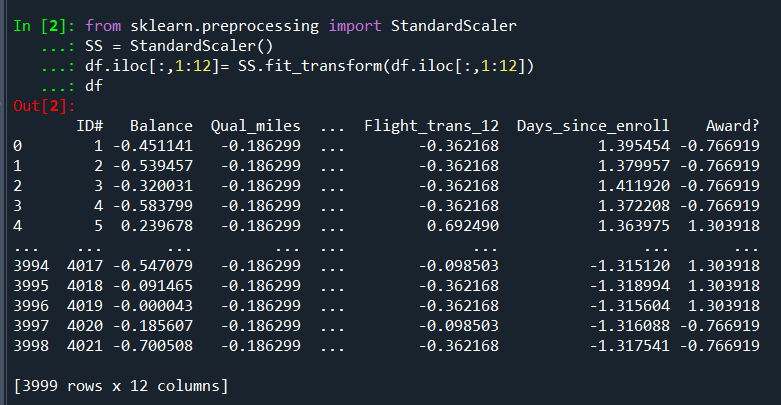 In [2]: from sklearn.preprocessing import StandardScaler
   ...: SS = StandardScaler()
   ...: df.iloc[:,1:12]= SS.fit_transform(df.iloc[:,1:12])
   ...: df
Out[2]:
       ID#   Balance  Qual_miles  ...  Flight_trans_12  Days_since_enroll    Award?
0        1 -0.451141   -0.186299  ...        -0.362168           1.395454 -0.766919
1        2 -0.539457   -0.186299  ...        -0.362168           1.379957 -0.766919
2        3 -0.320031   -0.186299  ...        -0.362168           1.411920 -0.766919
3        4 -0.583799   -0.186299  ...        -0.362168           1.372208 -0.766919
4        5  0.239678   -0.186299  ...         0.692490           1.363975  1.303918
...    ...       ...         ...  ...              ...                ...       ...
3994  4017 -0.547079   -0.186299  ...        -0.098503          -1.315120  1.303918
3995  4018 -0.091465   -0.186299  ...        -0.362168          -1.318994  1.303918
3996  4019 -0.000043   -0.186299  ...        -0.362168          -1.315604  1.303918
3997  4020 -0.185607   -0.186299  ...        -0.098503          -1.316088 -0.766919
3998  4021 -0.700508   -0.186299  ...        -0.362168          -1.317541 -0.766919
[3999 rows x 12 columns]